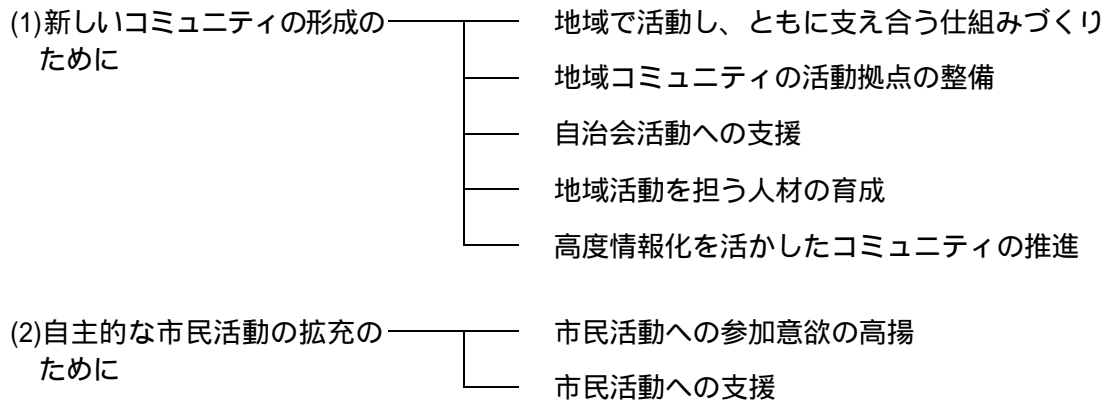 (1)新しいコミュニティの形成の
ために
地域で活動し、ともに支え合う仕組みづくり
地域コミュニティの活動拠点の整備
自治会活動への支援
地域活動を担う人材の育成
高度情報化を活かしたコミュニティの推進
(2)自主的な市民活動の拡充の
ために
市民活動への参加意欲の高揚
市民活動への支援